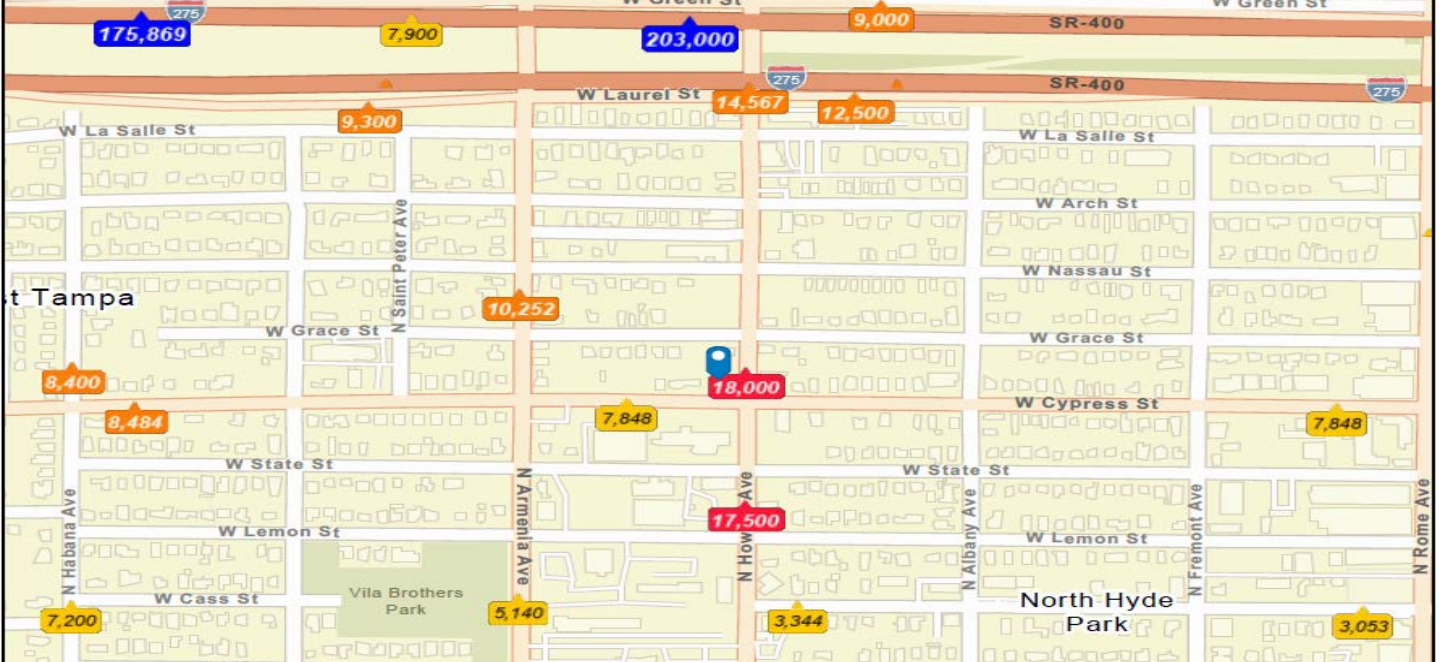 W Green St
W Green St
275
175,869
7,900
203,000
9,000
SR-400
275
SR-400
275
W Laurel St
14,567
12,500
9,300
W La Salle St
W La Salle St
N Saint Peter Ave
W Arch St
W Nassau St
st Tampa
10,252
W Grace St
W Grace St
8,400
18,000
W Cypress St
8,484
7,848
7,848
W State St
W State St
N Habana Ave
N Armenia Ave
N How Ave
17,500
N Albany Ave
N Fremont Ave
N Rome Ave
W Lemon St
W Lemon St
Vila Brothers
Park
W Cass St
North Hyde
Park
7,200
5,140
3,344
3,053